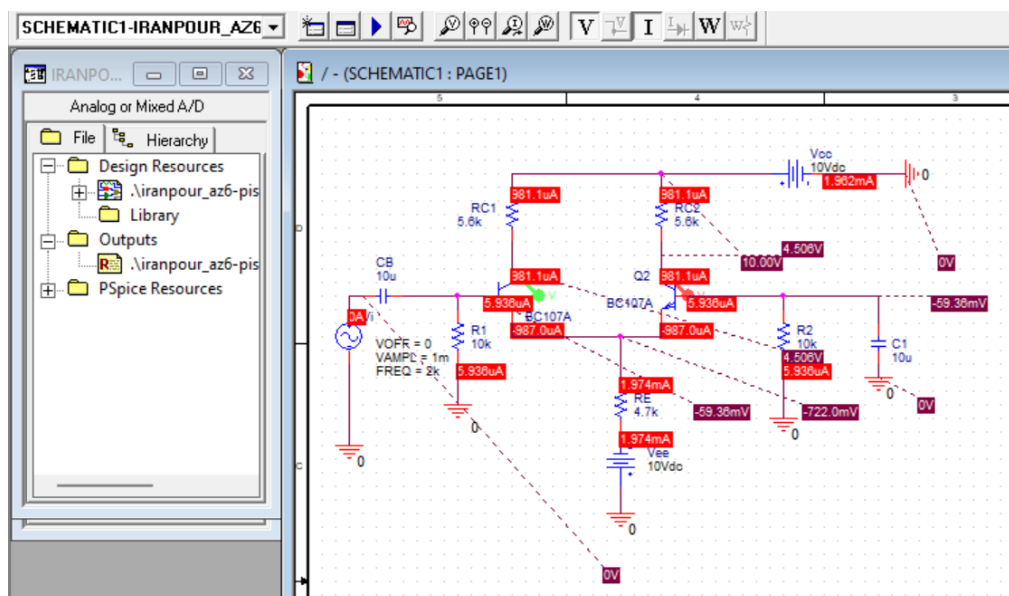 SCHEMATIC1-IRANPOUR_AZ6
V I W
IRANPO...
Analog or Mixed A/D
File Hierarchy
Design Resources
.\iranpour_az6-pis
Library
Outputs
.\iranpour_az6-pis
PSpice Resources
/ - (SCHEMATIC1 : PAGE1)
5 4 3
D
C
Vcc
10Vdc
1.962mA
0
981.1uA 981.1uA
RC1 RC2
5.6k 5.6k
4.506V
10.00V
0V
CB
10u
981.1uA
Q2
981.1uA
5.936uA
BC107A
BC107A
5.936uA
-59.36mV
0A Vi
-987.0uA -987.0uA
R1
10k
R2
10k
C1
10u
VOFF = 0
VAMPL = 1m
FREQ = 2k
4.506V
5.936uA 5.936uA
1.974mA
RE
4.7k
-59.36mV
-722.0mV
0V
0
0
0
1.974mA
Vee
10Vdc
0
0
0V